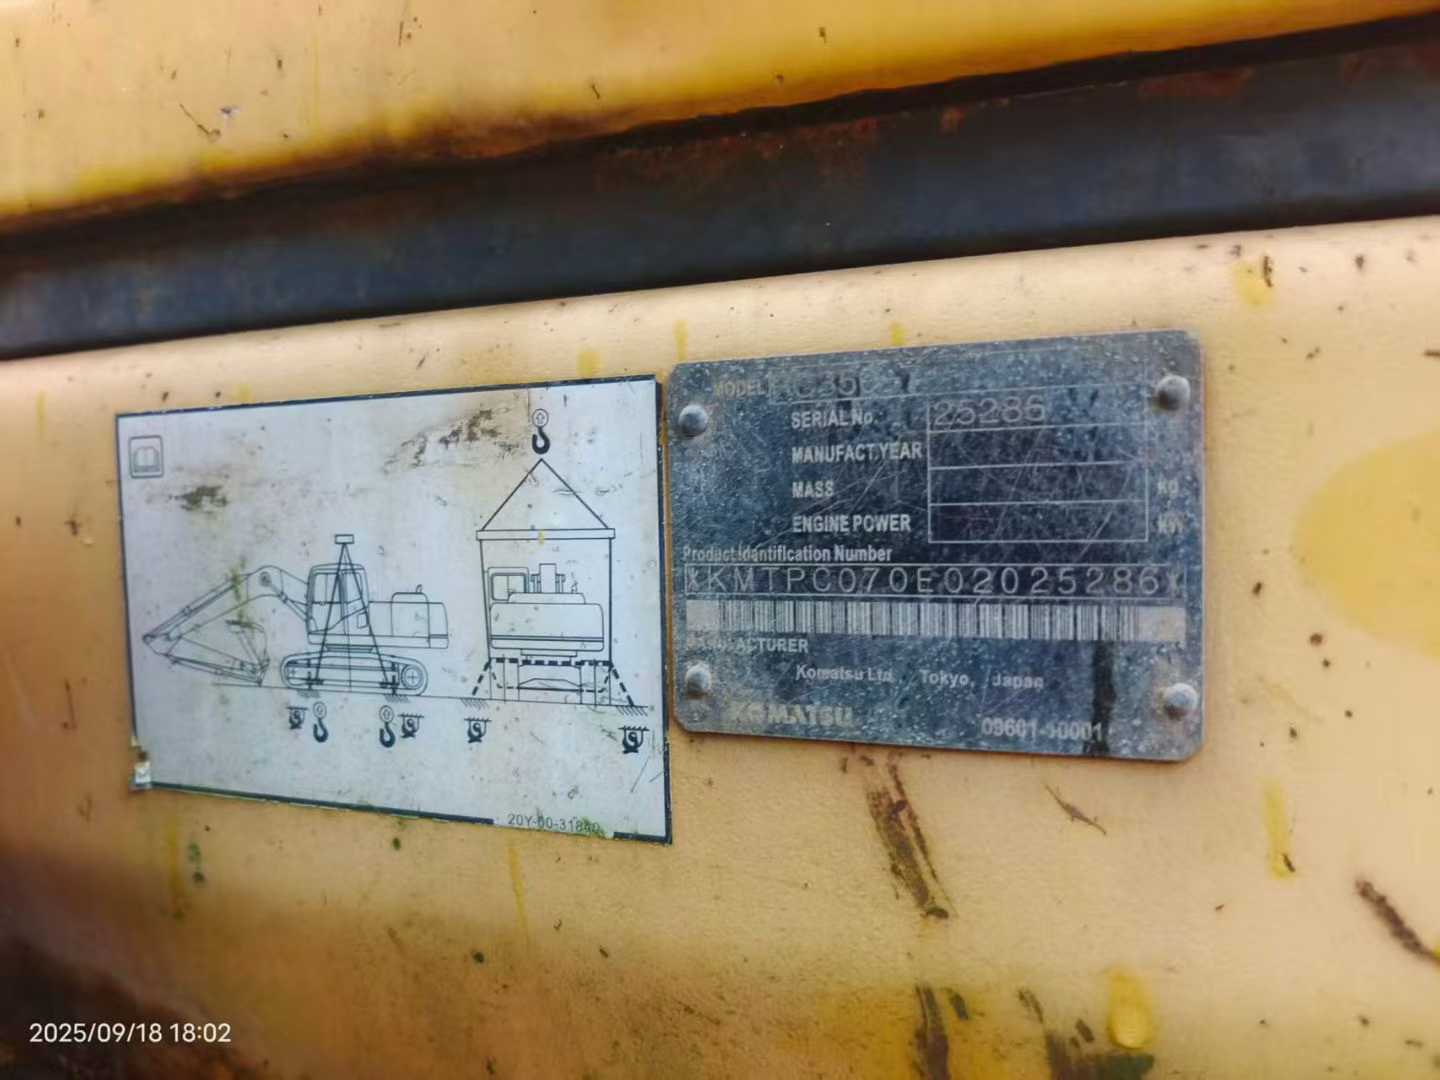 MODEL
SERIAL No. 25286
MANUFACT.YEAR
MASS kg
ENGINE POWER kW
Product Identification Number
*KMTPC070E02025286*
MANUFACTURER
Komatsu Ltd. Tokyo, Japan
KOMATSU
09601-
20Y-00-31840
2025/09/18 18:02